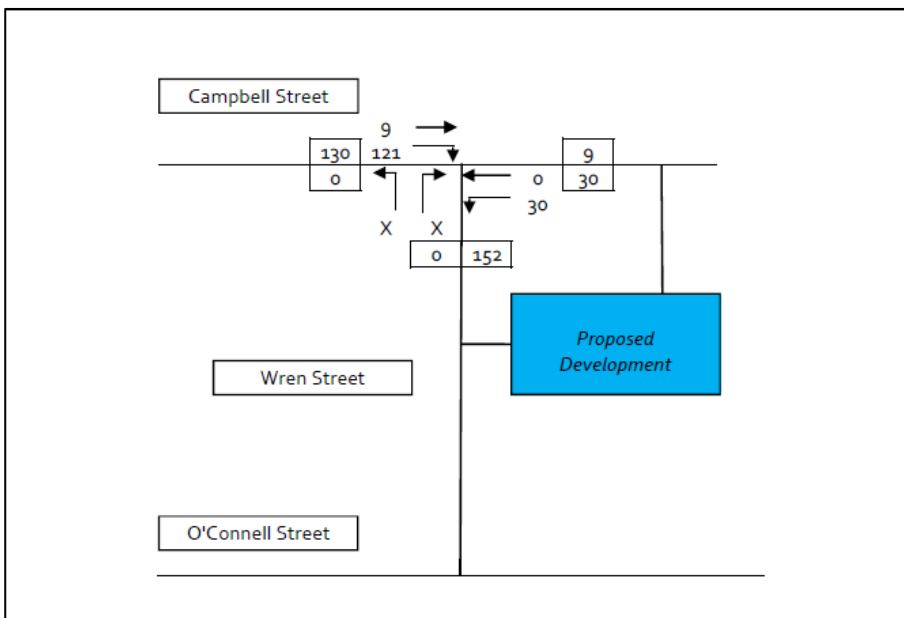 Campbell Street
9
130 121 9
0 0 30
30
X X
0 152
Proposed
Development
Wren Street
O'Connell Street